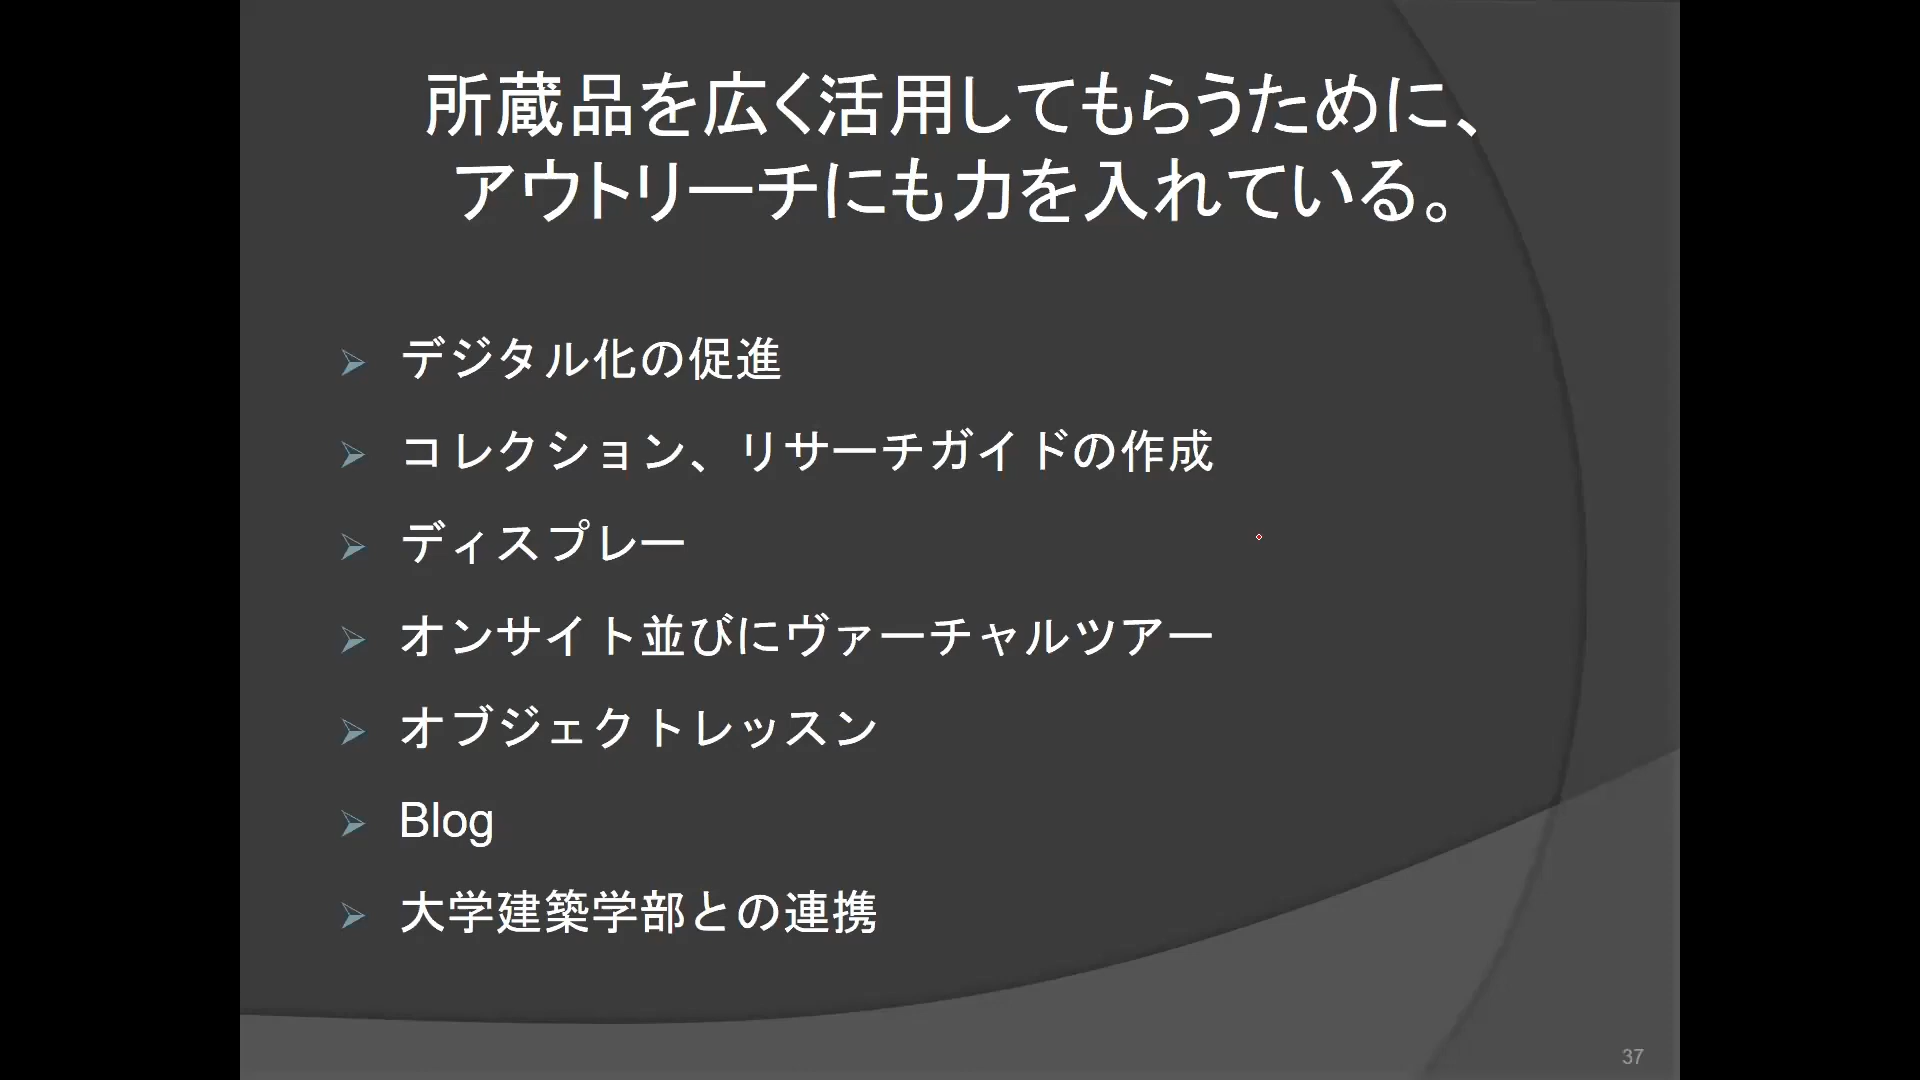 所蔵品を広く活用してもらうために、
アウトリーチにも力を入れている。
デジタル化の促進
コレクション、リサーチガイドの作成
ディスプレー
オンサイト並びにヴァーチャルツアー
オブジェクトレッスン
Blog
大学建築学部との連携
37